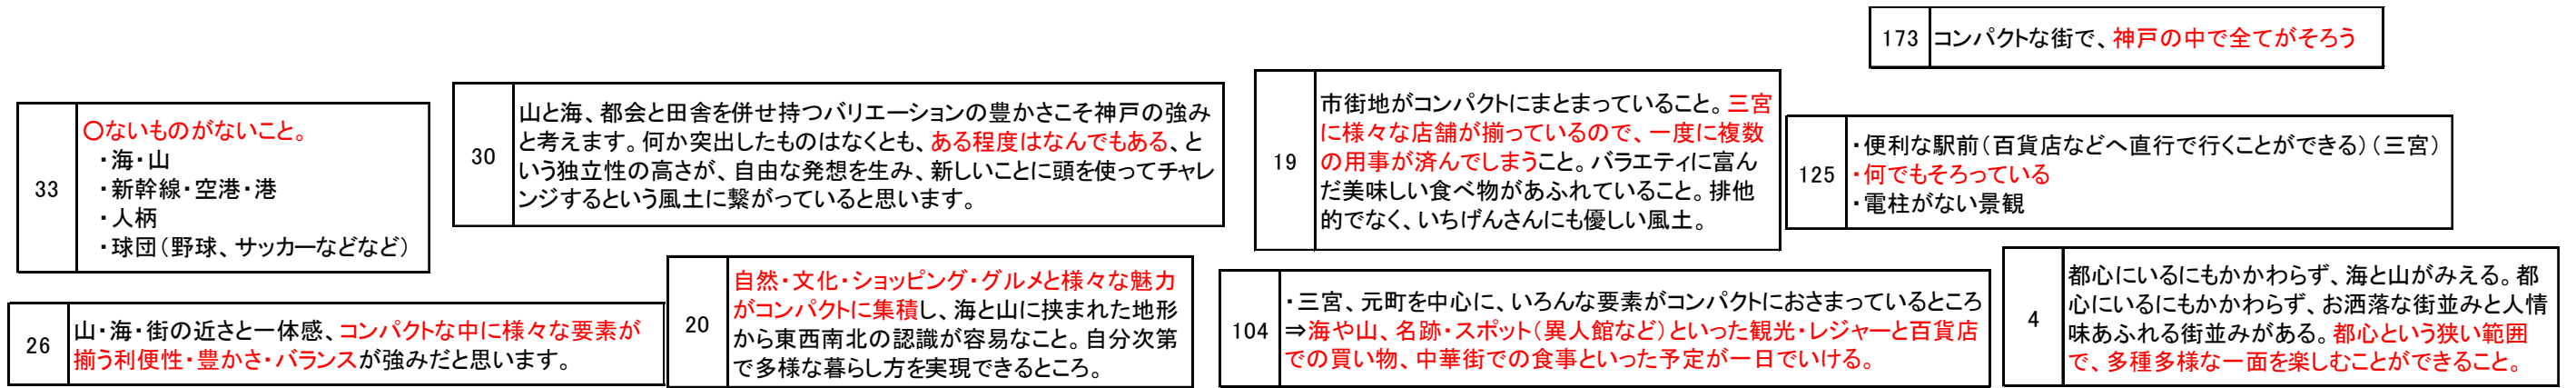 173
コンパクトな街で、神戸の中で全てがそろう
33
○ないものがないこと。
・海・山
・新幹線・空港・港
・人柄
・球団（野球、サッカーなどなど）
30
山と海、都会と田舎を併せ持つバリエーションの豊かさこそ神戸の強み
と考えます。何か突出したものはなくとも、ある程度はなんでもある、と
いう独立性の高さが、自由な発想を生み、新しいことに頭を使ってチャレ
ンジするという風土に繋がっていると思います。
19
市街地がコンパクトにまとまっていること。三宮
に様々な店舗が揃っているので、一度に複数
の用事が済んでしまうこと。バラエティに富ん
だ美味しい食べ物があふれていること。排他
的でなく、いちげんさんにも優しい風土。
125
・便利な駅前（百貨店などへ直行で行くことができる）（三宮）
・何でもそろっている
・電柱がない景観
26
山・海・街の近さと一体感、コンパクトな中に様々な要素が
揃う利便性・豊かさ・バランスが強みだと思います。
20
自然・文化・ショッピング・グルメと様々な魅力
がコンパクトに集積し、海と山に挟まれた地形
から東西南北の認識が容易なこと。自分次第
で多様な暮らし方を実現できるところ。
104
・三宮、元町を中心に、いろんな要素がコンパクトにおさまっているところ
⇒海や山、名跡・スポット（異人館など）といった観光・レジャーと百貨店
での買い物、中華街での食事といった予定が一日でいける。
4
都心にいるにもかかわらず、海と山がみえる。都
心にいるにもかかわらず、お洒落な街並みと人情
味あふれる街並みがある。都心という狭い範囲
で、多種多様な一面を楽しむことができること。